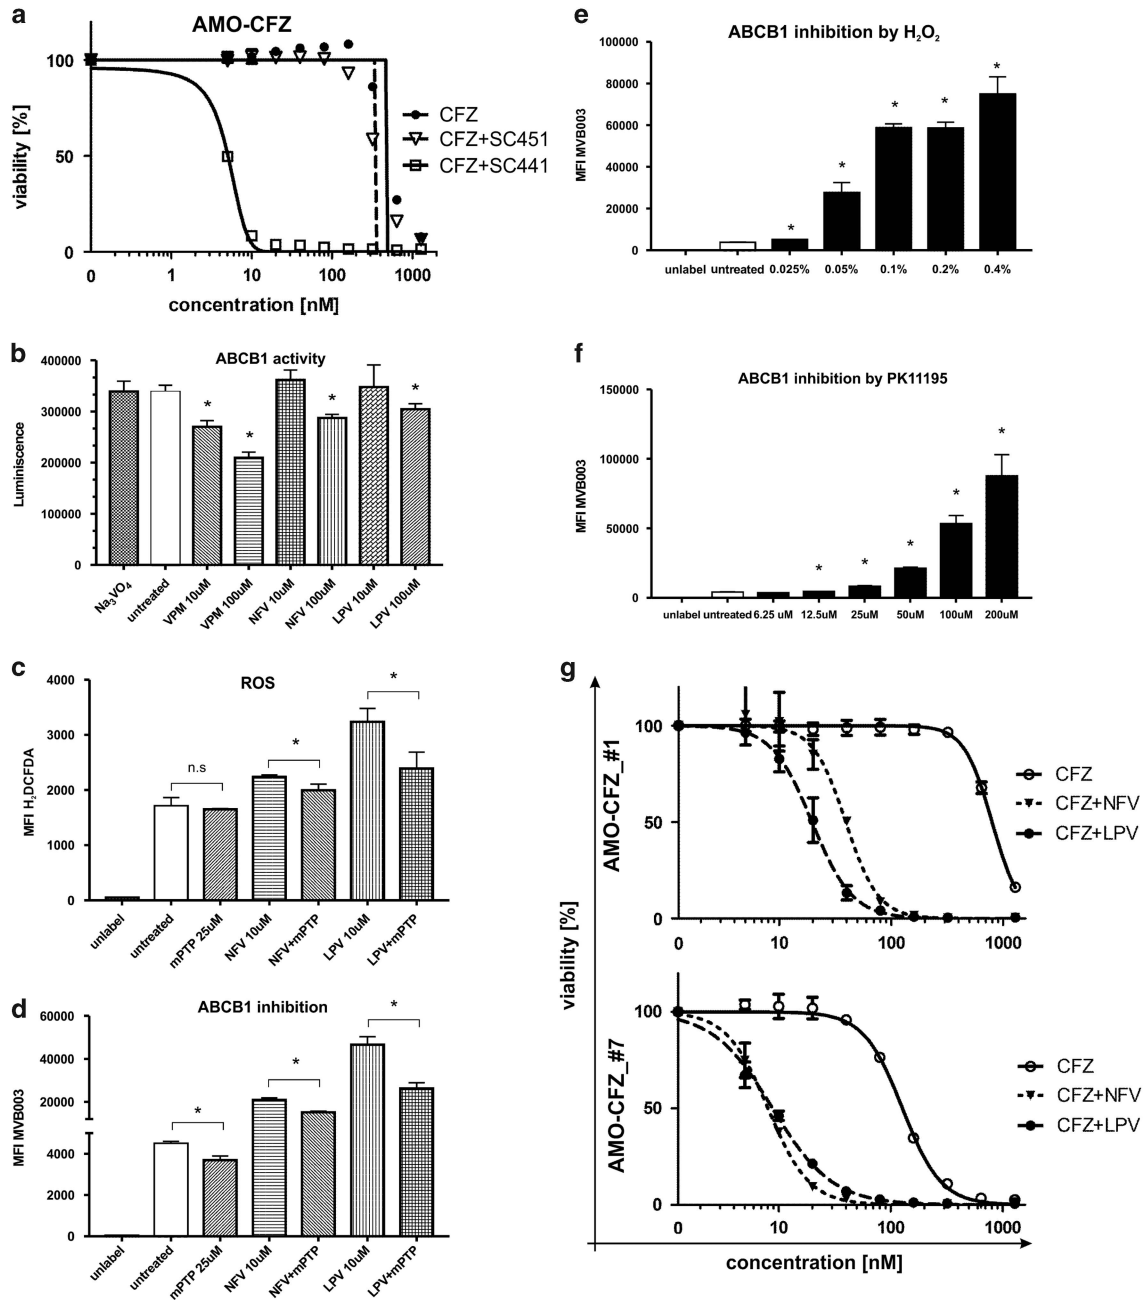 a
AMO-CFZ
viability [%]
100
50
0
0
1
10
100
1000
concentration [nM]
CFZ
CFZ+SC451
CFZ+SC441
b
ABCB1 activity
Luminiscence
400000
300000
200000
100000
0
*
*
*
*
Na₃VO₄
untreated
VPM 10uM
VPM 100uM
NFV 10uM
NFV 100uM
LPV 10uM
LPV 100uM
c
ROS
MFI H₂DCFDA
4000
3000
2000
1000
0
n.s
*
*
unlabel
untreated
mPTP 25uM
NFV 10uM
NFV+mPTP
LPV 10uM
LPV+mPTP
d
ABCB1 inhibition
MFI MVB003
60000
40000
20000
4000
2000
0
*
*
*
unlabel
untreated
mPTP 25uM
NFV 10uM
NFV+mPTP
LPV 10uM
LPV+mPTP
e
ABCB1 inhibition by H₂O₂
MFI MVB003
100000
80000
60000
40000
20000
0
*
*
*
*
*
unlabel
untreated
0.025%
0.05%
0.1%
0.2%
0.4%
f
ABCB1 inhibition by PK11195
MFI MVB003
150000
100000
50000
0
*
*
*
*
*
unlabel
untreated
6.25 uM
12.5uM
25uM
50uM
100uM
200uM
g
viability [%]
AMO-CFZ_#1
100
50
0
0
10
100
1000
CFZ
CFZ+NFV
CFZ+LPV
AMO-CFZ_#7
100
50
0
0
10
100
1000
CFZ
CFZ+NFV
CFZ+LPV
concentration [nM]